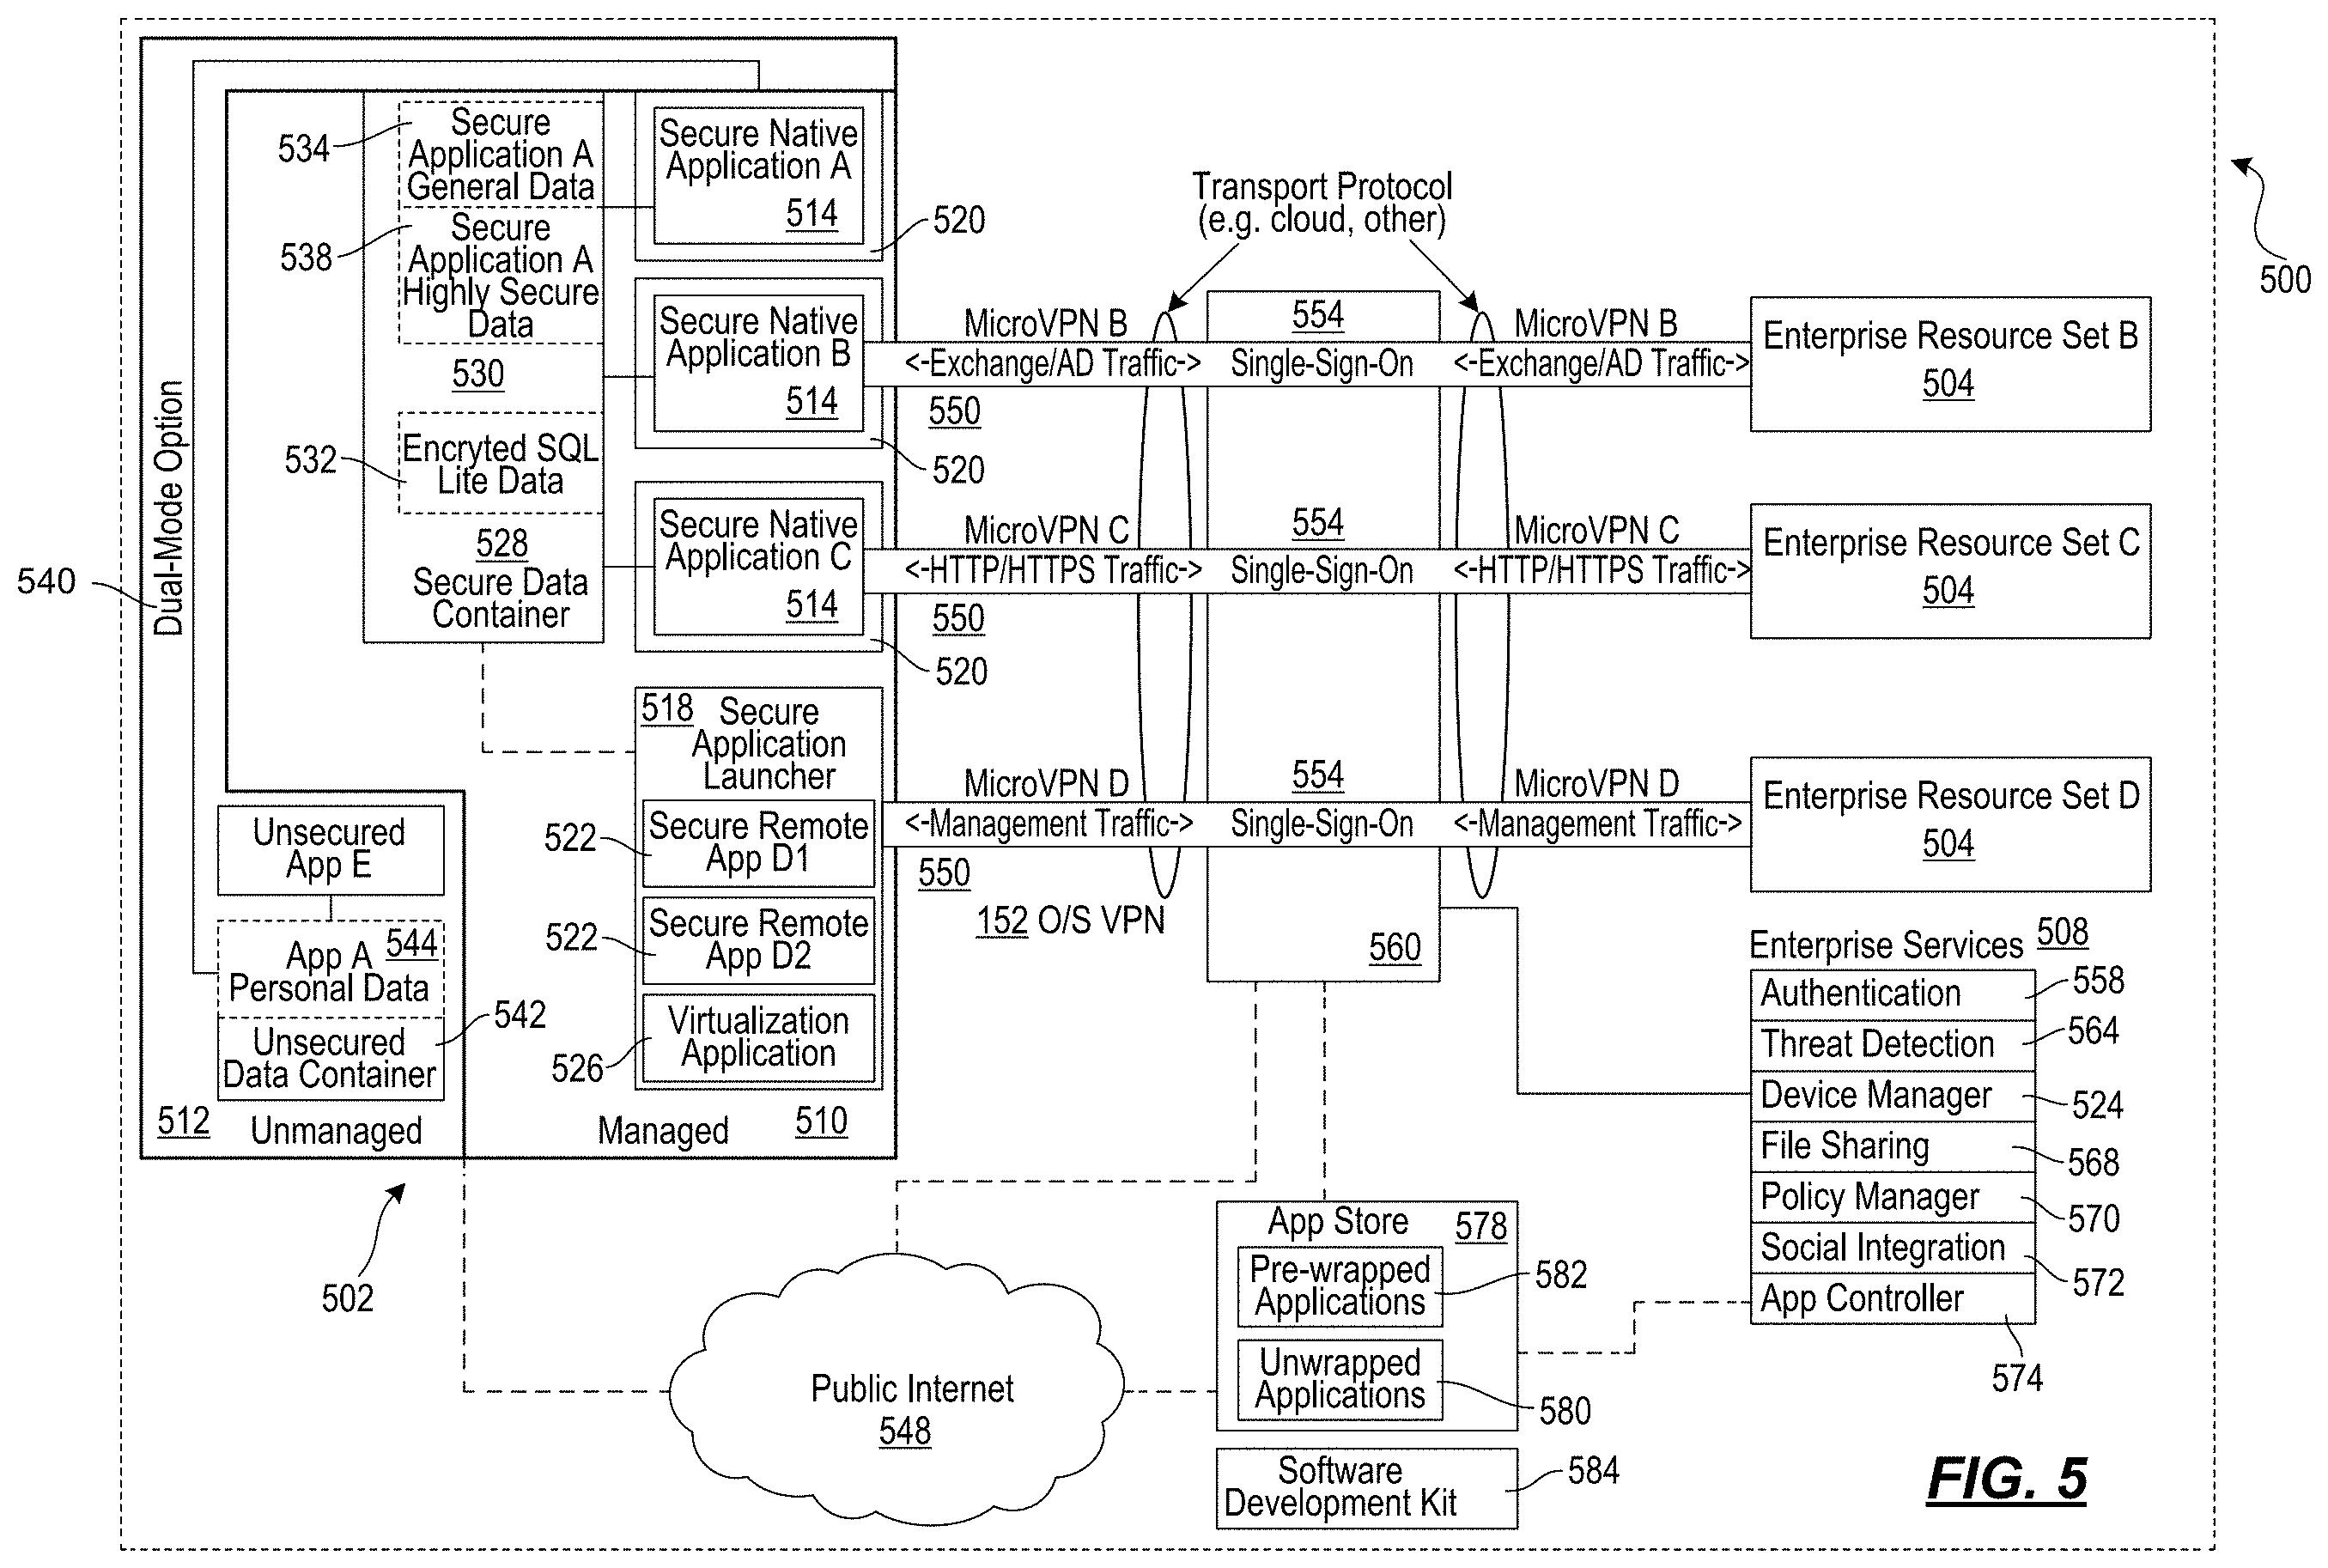 534
Secure
Application A
General Data
538
Secure
Application A
Highly Secure
Data
530
532
Encryted SQL
Lite Data
528
Secure Data
Container
540
Dual-Mode Option
Secure Native
Application A
514
520
Secure Native
Application B
514
520
Secure Native
Application C
514
520
518
Secure
Application
Launcher
522
Secure Remote
App D1
522
Secure Remote
App D2
526
Virtualization
Application
Unsecured
App E
544
App A
Personal Data
542
Unsecured
Data Container
512
Unmanaged
Managed
510
502
Transport Protocol
(e.g. cloud, other)
500
MicroVPN B
554
MicroVPN B
<-Exchange/AD Traffic->
Single-Sign-On
<-Exchange/AD Traffic->
550
Enterprise Resource Set B
504
MicroVPN C
554
MicroVPN C
<-HTTP/HTTPS Traffic->
Single-Sign-On
<-HTTP/HTTPS Traffic->
550
Enterprise Resource Set C
504
MicroVPN D
554
MicroVPN D
<-Management Traffic->
Single-Sign-On
<-Management Traffic->
550
Enterprise Resource Set D
504
152 O/S VPN
560
Enterprise Services 508
Authentication
558
Threat Detection
564
Device Manager
524
File Sharing
568
Policy Manager
570
Social Integration
572
App Controller
574
App Store
578
Pre-wrapped
Applications
582
Unwrapped
Applications
580
Public Internet
548
Software
Development Kit
584
FIG. 5